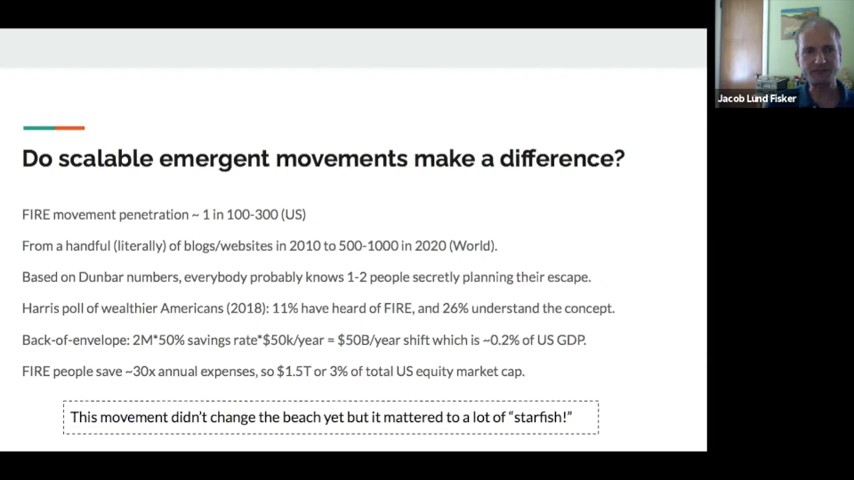 Jacob Lund Fisker
Do scalable emergent movements make a difference?
FIRE movement penetration ~ 1 in 100-300 (US)
From a handful (literally) of blogs/websites in 2010 to 500-1000 in 2020 (World).
Based on Dunbar numbers, everybody probably knows 1-2 people secretly planning their escape.
Harris poll of wealthier Americans (2018): 11% have heard of FIRE, and 26% understand the concept.
Back-of-envelope: 2M*50% savings rate*$50k/year = $50B/year shift which is ~0.2% of US GDP.
FIRE people save ~30x annual expenses, so $1.5T or 3% of total US equity market cap.
This movement didn't change the beach yet but it mattered to a lot of “starfish!”